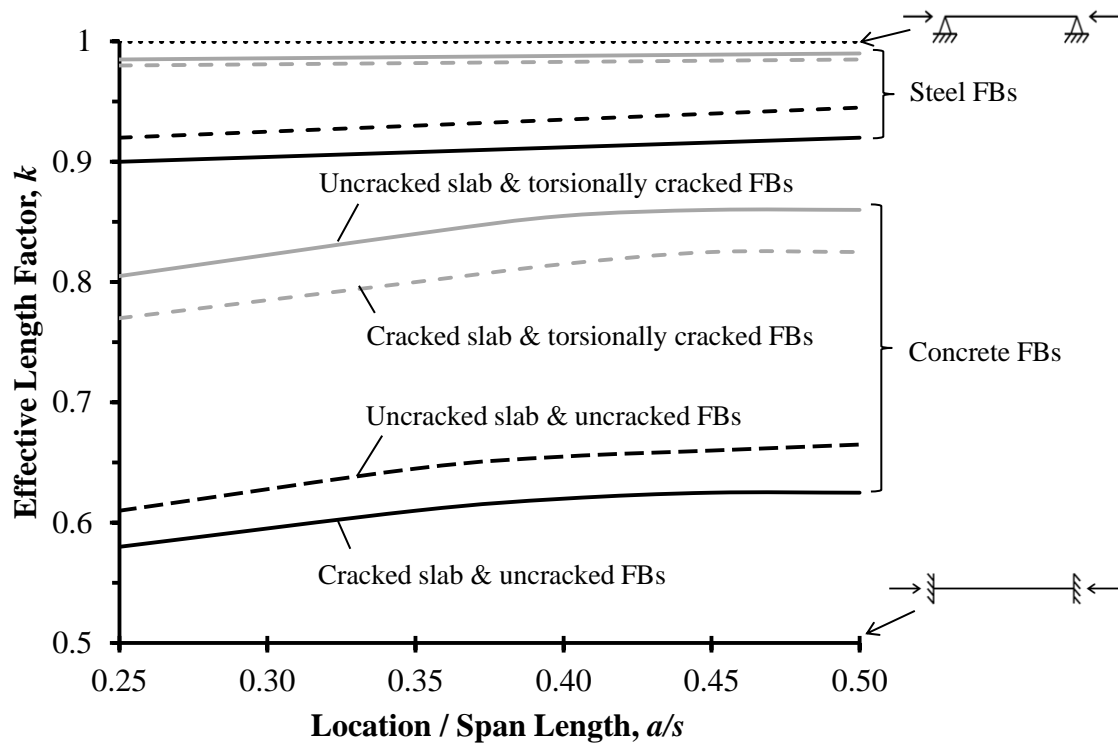 1
Steel FBs
0.9
Uncracked slab & torsionally cracked FBs
0.8
Cracked slab & torsionally cracked FBs
Concrete FBs
0.7
Uncracked slab & uncracked FBs
0.6
Cracked slab & uncracked FBs
0.5
Effective Length Factor, k
0.25 0.30 0.35 0.40 0.45 0.50
Location / Span Length, a/s